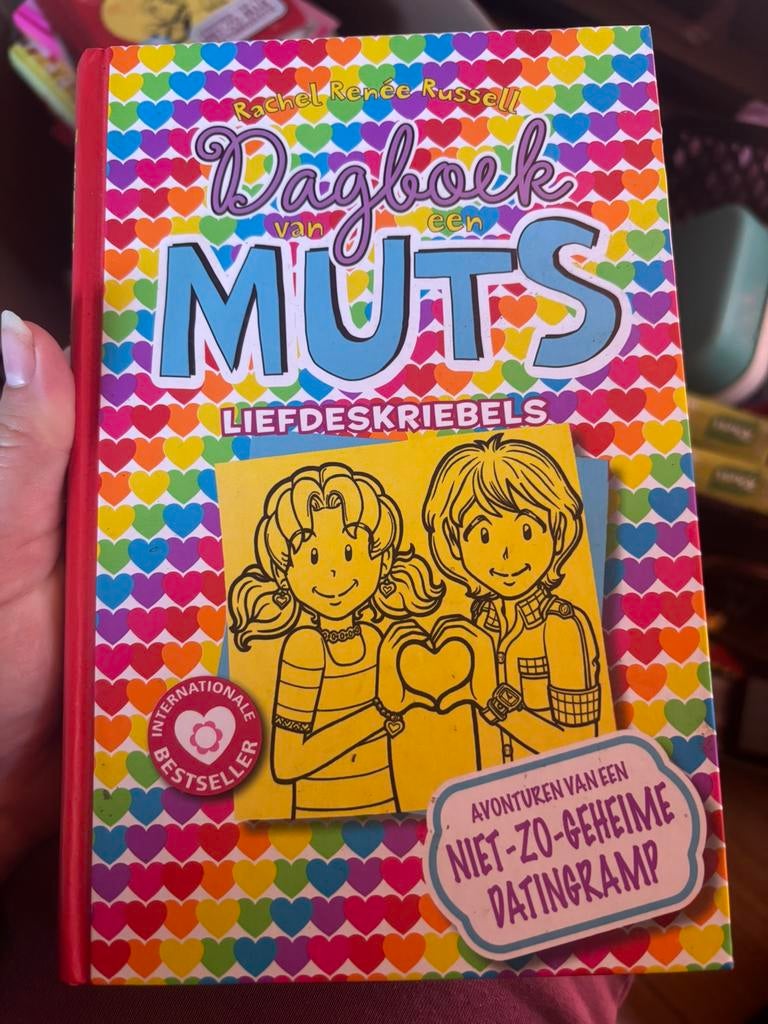 Rachel Renée Russell
Dagboek
van een
MUTS
LIEFDESKRIEBELS
INTERNATIONALE
BESTSELLER
AVONTUREN VAN EEN
NIET-ZO-GEHEIME
DATINGRAMP